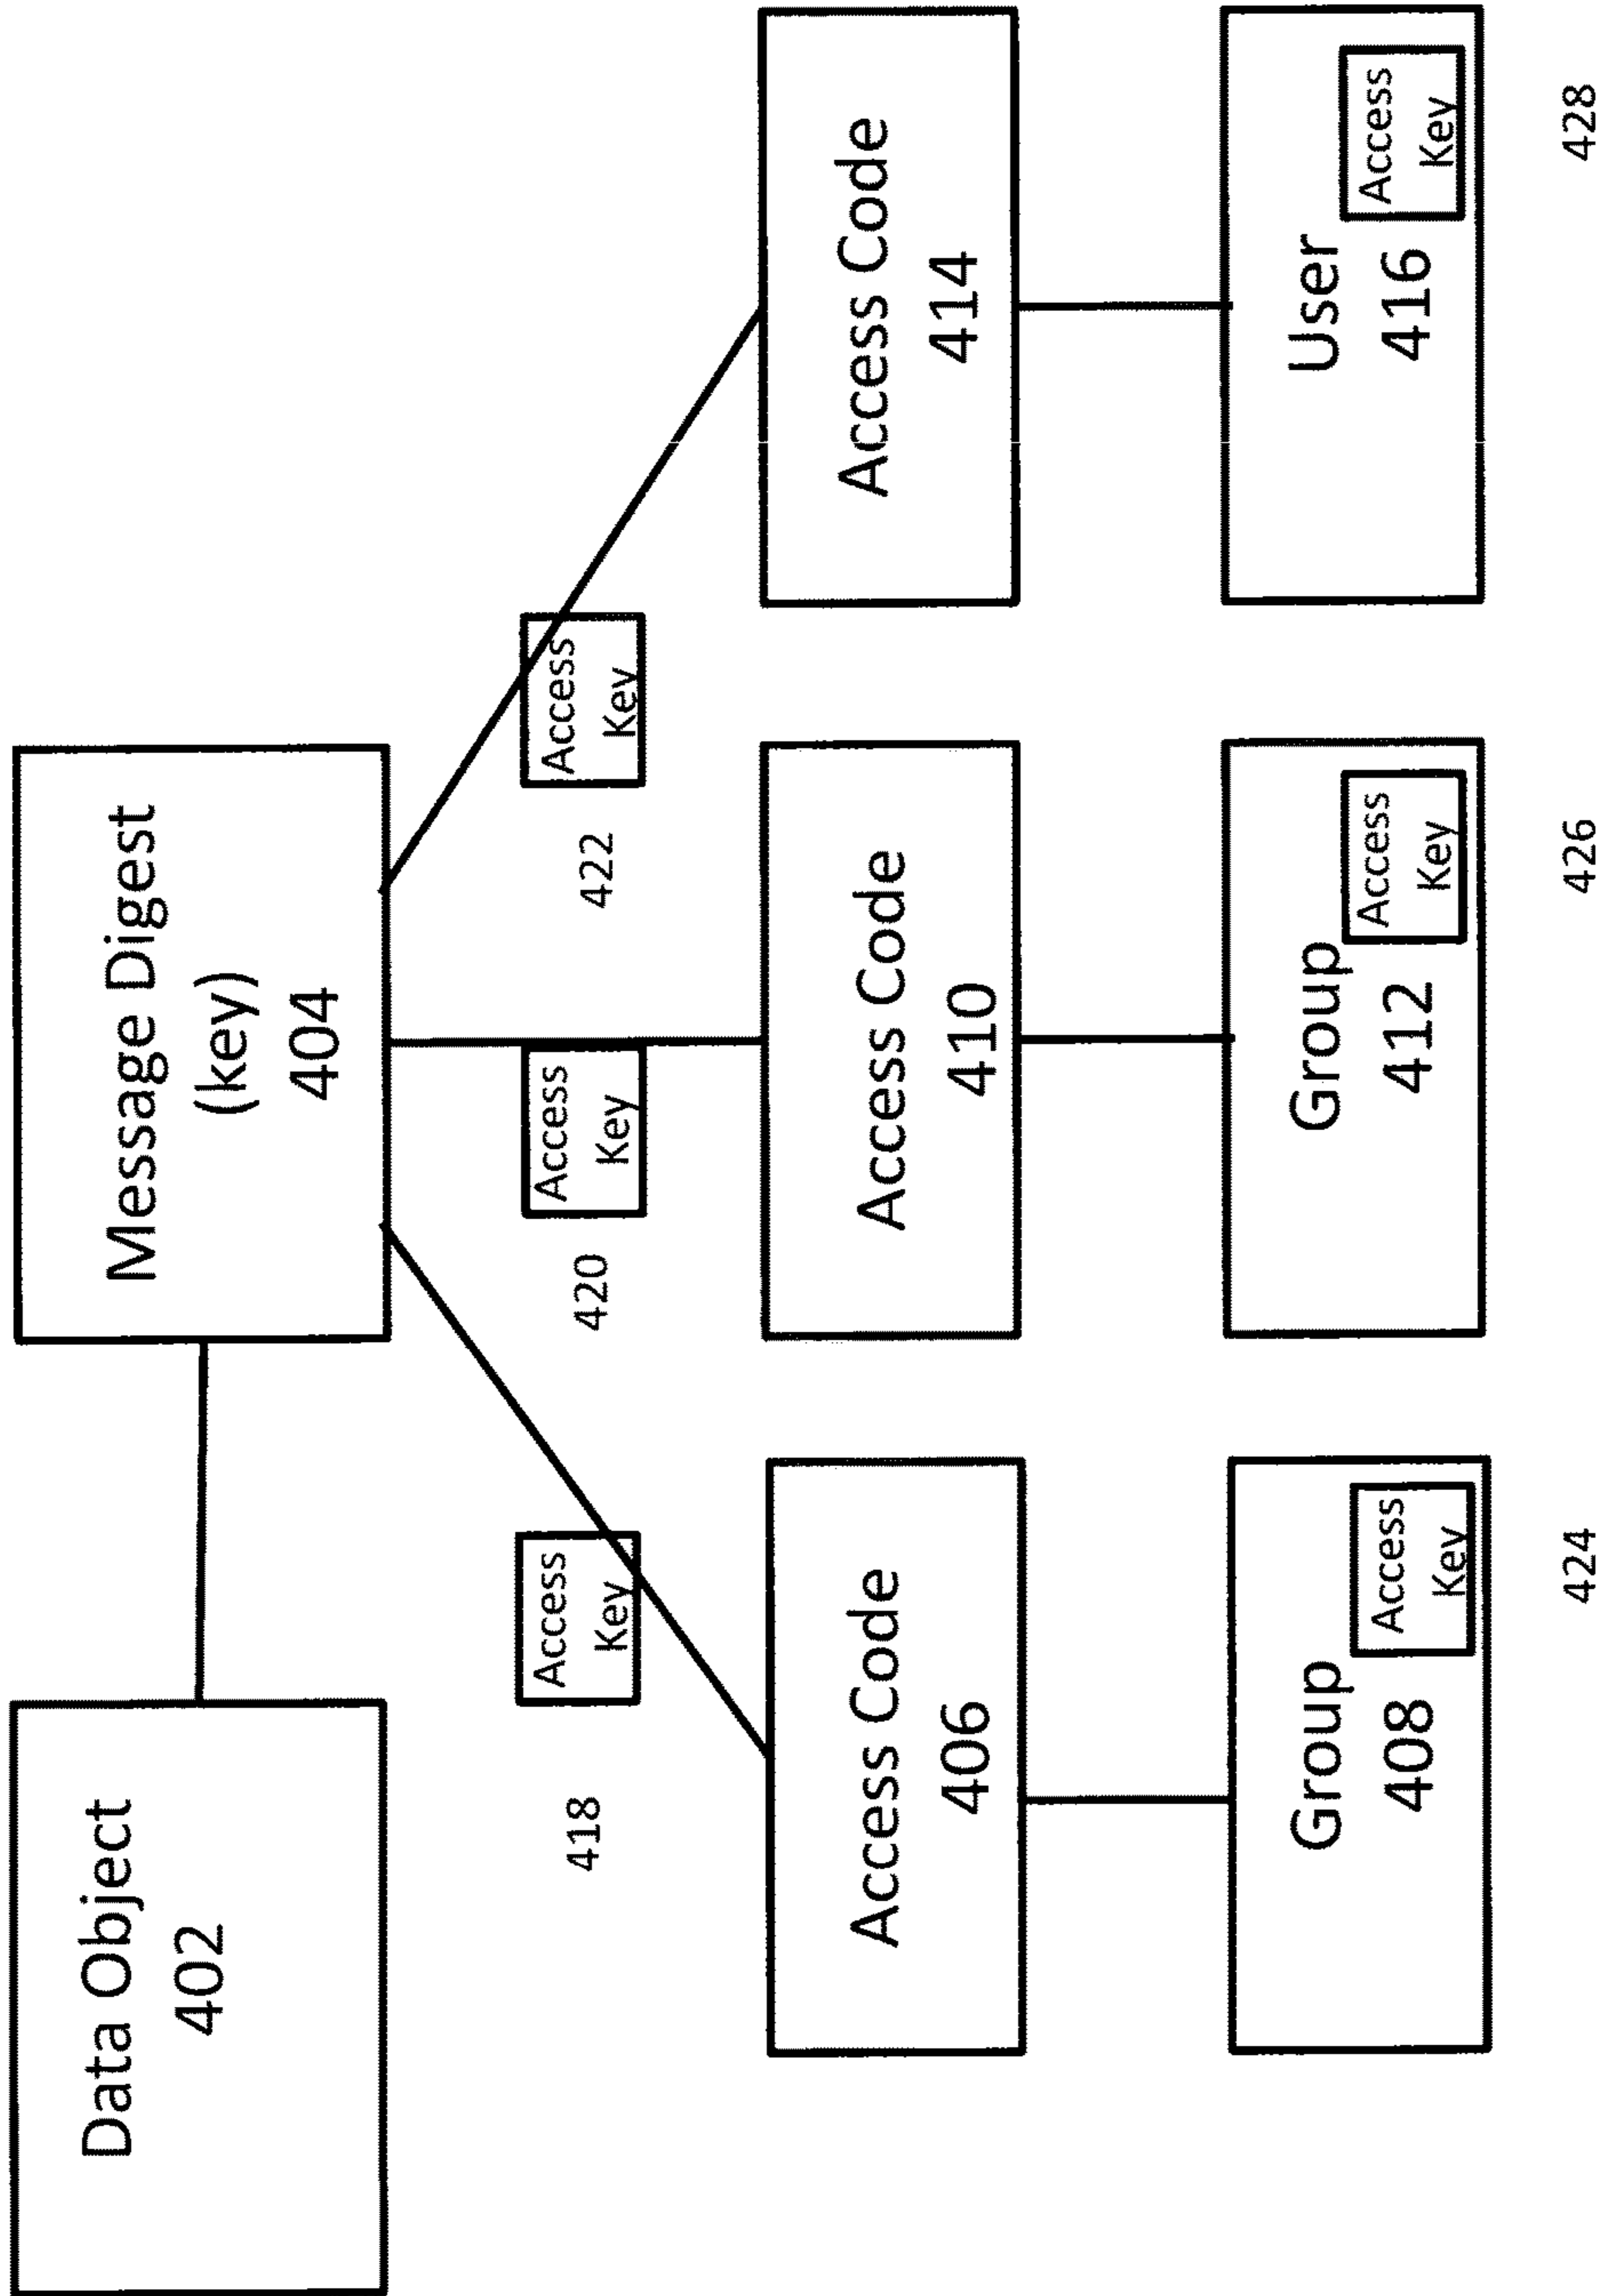 Data Object
402
Message Digest
(key)
404
Access
Key
418
Access
Key
420
Access
Key
422
Access Code
406
Access Code
410
Access Code
414
Group
408
Access
Key
424
Group
412
Access
Key
426
User
416
Access
Key
428